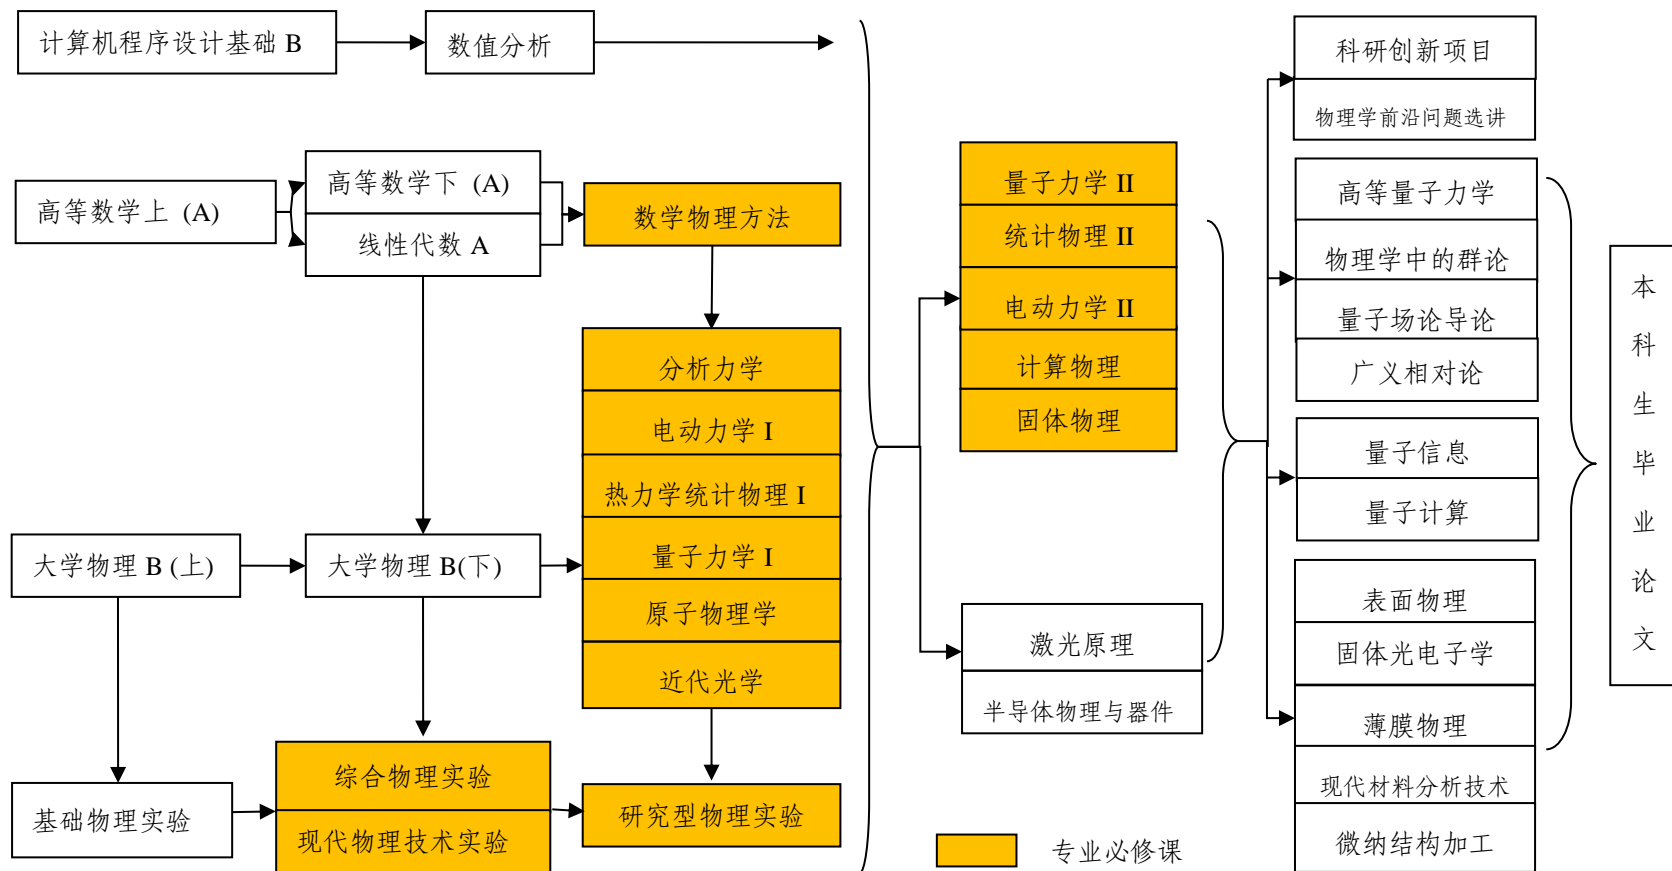 计算机程序设计基础 B
数值分析
高等数学上 (A)
高等数学下 (A)
线性代数 A
数学物理方法
分析力学
电动力学 I
热力学统计物理 I
量子力学 I
原子物理学
近代光学
大学物理 B (上)
大学物理 B(下)
基础物理实验
综合物理实验
现代物理技术实验
研究型物理实验
量子力学 II
统计物理 II
电动力学 II
计算物理
固体物理
激光原理
半导体物理与器件
专业必修课
科研创新项目
物理学前沿问题选讲
高等量子力学
物理学中的群论
量子场论导论
广义相对论
量子信息
量子计算
表面物理
固体光电子学
薄膜物理
现代材料分析技术
微纳结构加工
本
科
生
毕
业
论
文